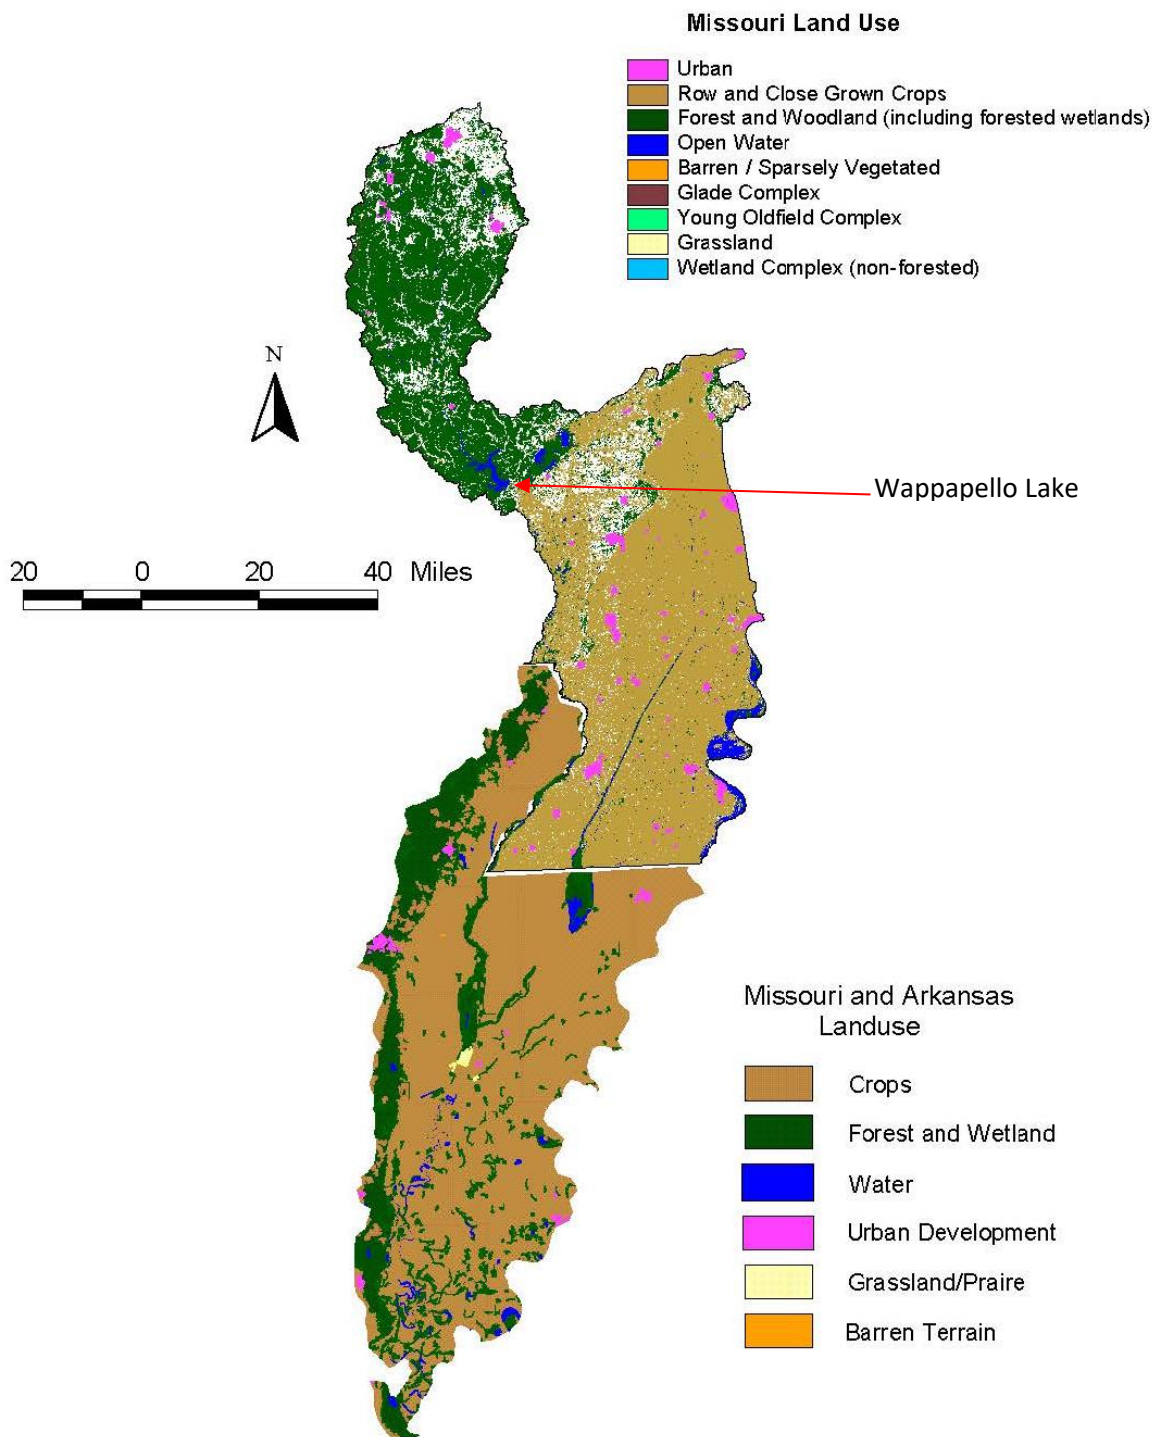 Missouri Land Use
Urban
Row and Close Grown Crops
Forest and Woodland (including forested wetlands)
Open Water
Barren / Sparsely Vegetated
Glade Complex
Young Oldfield Complex
Grassland
Wetland Complex (non-forested)
N
Wappapello Lake
20 0 20 40 Miles
Missouri and Arkansas
Landuse
Crops
Forest and Wetland
Water
Urban Development
Grassland/Praire
Barren Terrain